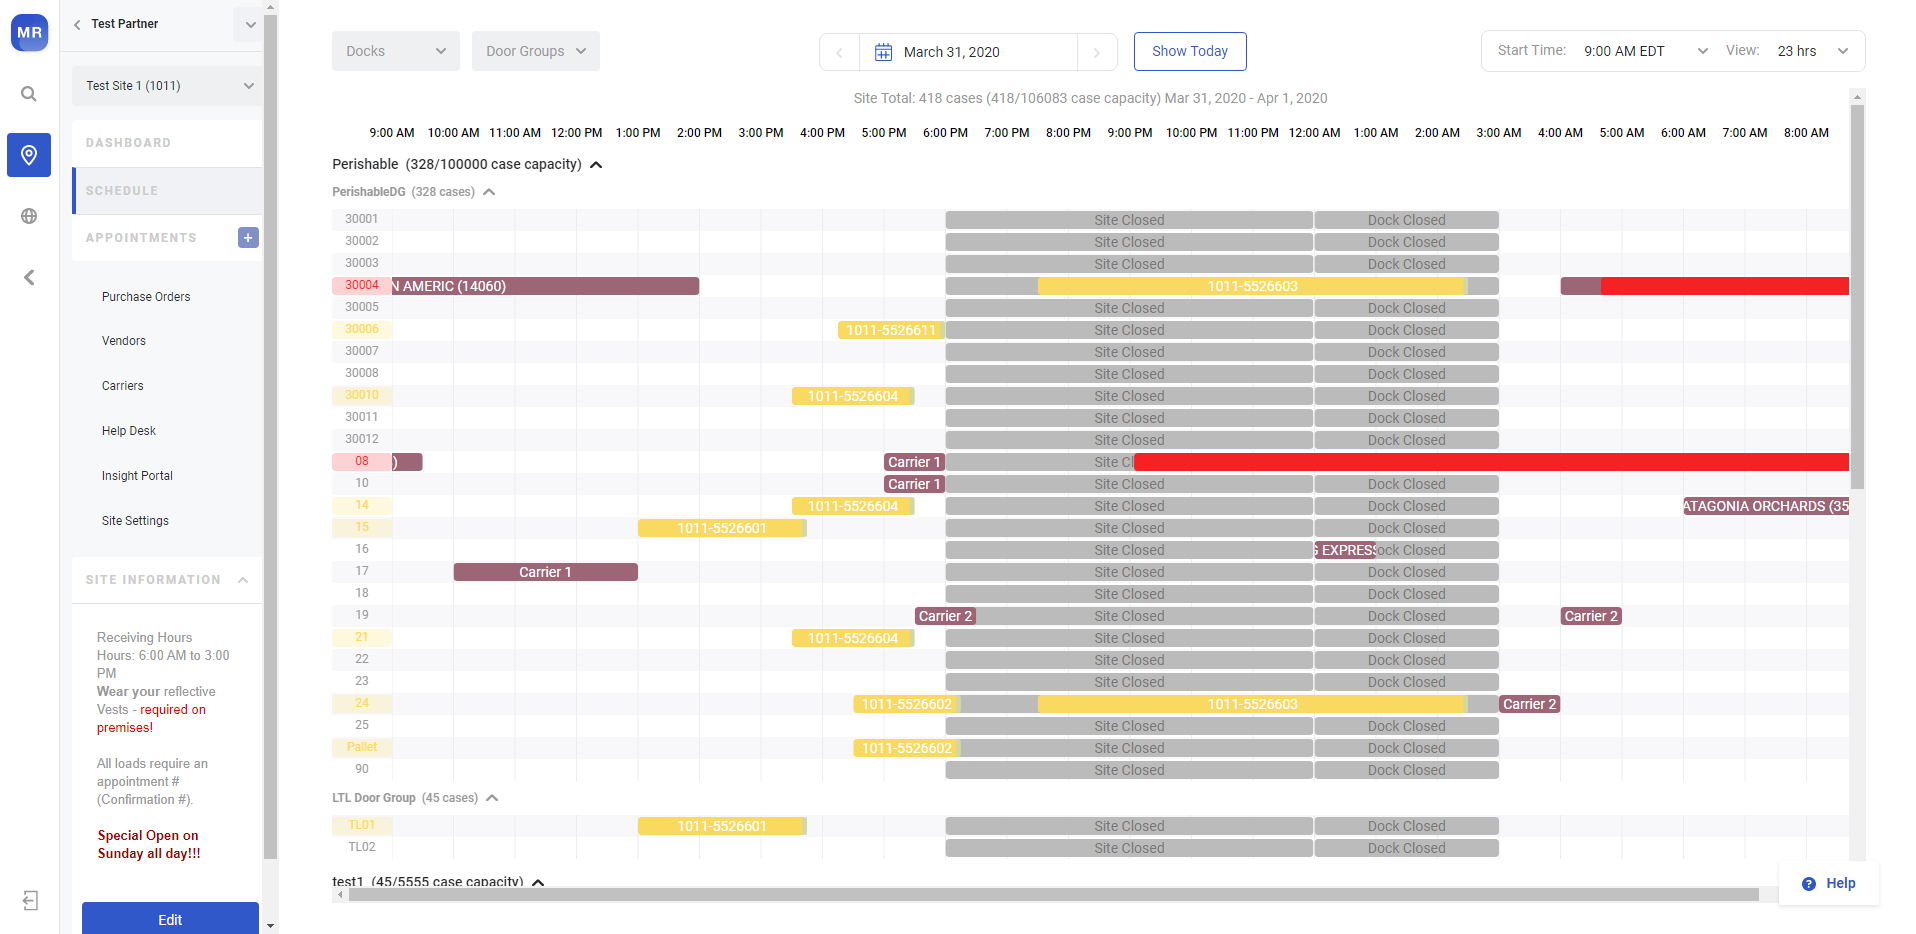 MR
Test Partner
Test Site 1 (1011)
DASHBOARD
SCHEDULE
APPOINTMENTS +
Purchase Orders
Vendors
Carriers
Help Desk
Insight Portal
Site Settings
SITE INFORMATION
Receiving Hours
Hours: 6:00 AM to 3:00
PM
Wear your reflective
Vests - required on
premises!
All loads require an
appointment #
(Confirmation #).
Special Open on
Sunday all day!!!
Edit
Docks Door Groups March 31, 2020 Show Today Start Time: 9:00 AM EDT View: 23 hrs
Site Total: 418 cases (418/106083 case capacity) Mar 31, 2020 - Apr 1, 2020
9:00 AM 10:00 AM 11:00 AM 12:00 PM 1:00 PM 2:00 PM 3:00 PM 4:00 PM 5:00 PM 6:00 PM 7:00 PM 8:00 PM 9:00 PM 10:00 PM 11:00 PM 12:00 AM 1:00 AM 2:00 AM 3:00 AM 4:00 AM 5:00 AM 6:00 AM 7:00 AM 8:00 AM
Perishable (328/100000 case capacity)
PerishableDG (328 cases)
30001 Site Closed Dock Closed
30002 Site Closed Dock Closed
30003 Site Closed Dock Closed
30004 N AMERIC (14060) 1011-5526603
30005 Site Closed Dock Closed
30006 1011-5526611 Site Closed Dock Closed
30007 Site Closed Dock Closed
30008 Site Closed Dock Closed
30010 1011-5526604 Site Closed Dock Closed
30011 Site Closed Dock Closed
30012 Site Closed Dock Closed
08 ) Carrier 1 Site Cl
10 Carrier 1 Site Closed Dock Closed
14 1011-5526604 Site Closed Dock Closed ATAGONIA ORCHARDS (35
15 1011-5526601 Site Closed Dock Closed
16 Site Closed EXPRESS ock Closed
17 Carrier 1 Site Closed Dock Closed
18 Site Closed Dock Closed
19 Carrier 2 Site Closed Dock Closed Carrier 2
21 1011-5526604 Site Closed Dock Closed
22 Site Closed Dock Closed
23 Site Closed Dock Closed
24 1011-5526602 1011-5526603 Carrier 2
25 Site Closed Dock Closed
Pallet 1011-5526602 Site Closed Dock Closed
90 Site Closed Dock Closed
LTL Door Group (45 cases)
TL01 1011-5526601 Site Closed Dock Closed
TL02 Site Closed Dock Closed
test1 (45/5555 case capacity)
? Help